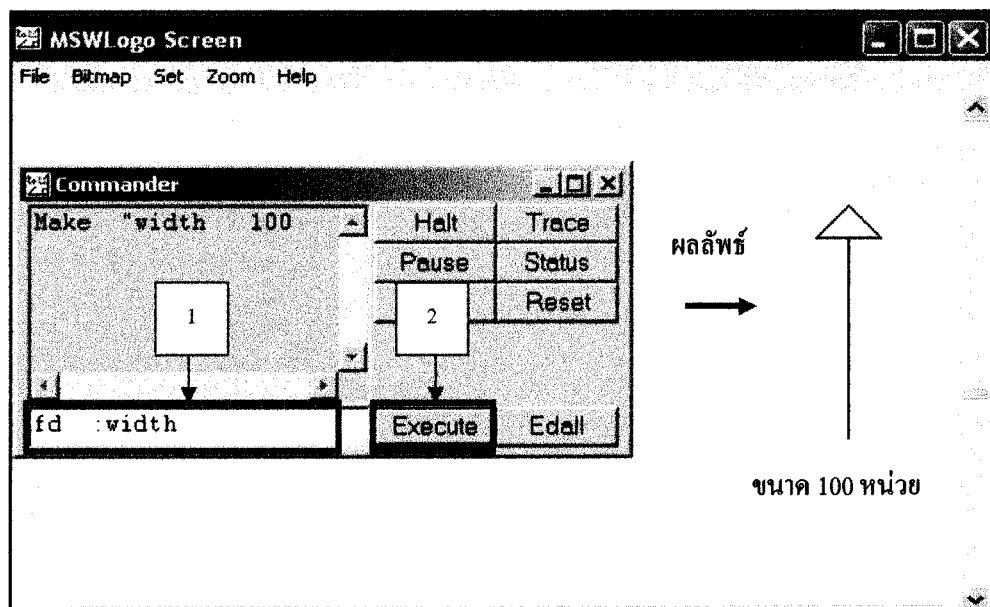 MSWLogo Screen
File Bitmap Set Zoom Help
Commander
Make "width 100
Halt Trace
Pause Status
Reset
1
2
fd :width
Execute Edall
ผลลัพธ์
ขนาด 100 หน่วย